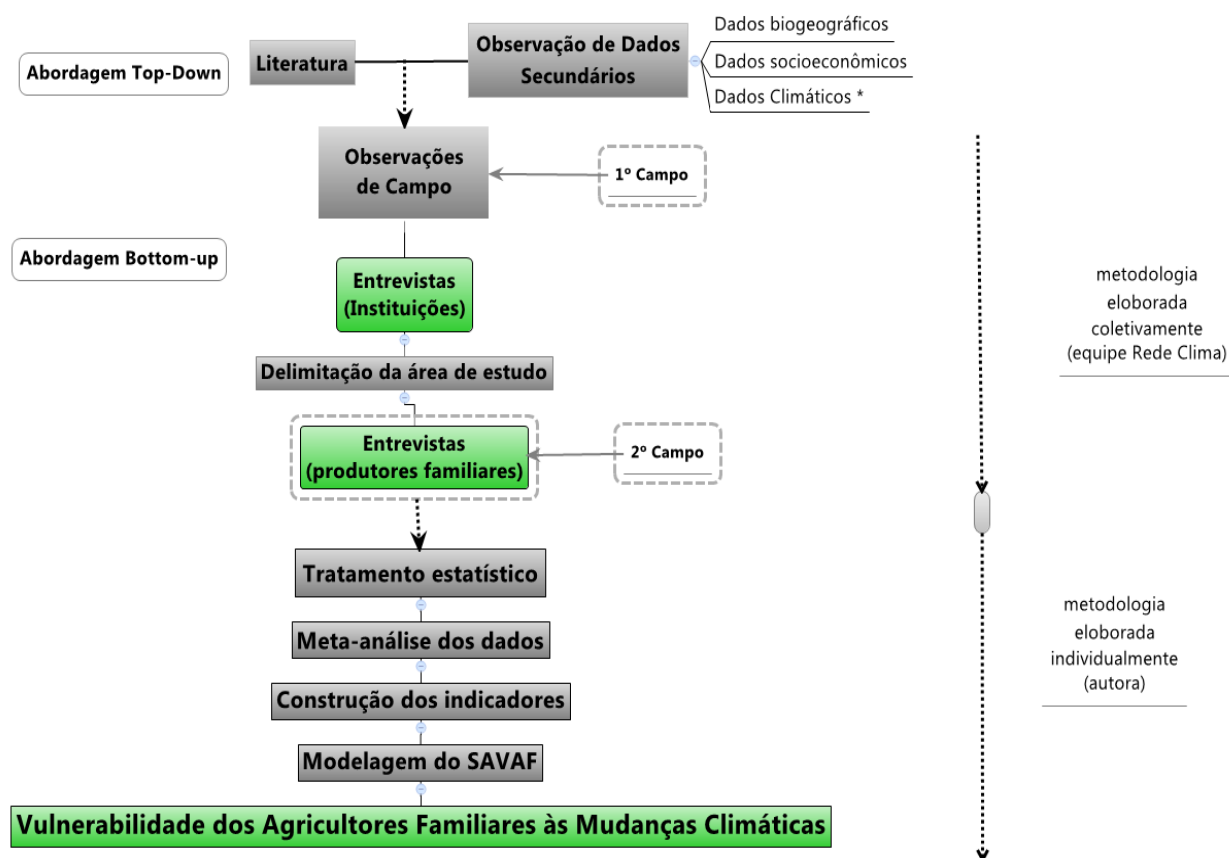 Abordagem Top-Down
Literatura
Observação de Dados
Secundários
Dados biogeográficos
Dados socioeconômicos
Dados Climáticos *
Observações
de Campo
1º Campo
Abordagem Bottom-up
Entrevistas
(Instituições)
Delimitação da área de estudo
Entrevistas
(produtores familiares)
2º Campo
metodologia
eloborada
coletivamente
(equipe Rede Clima)
Tratamento estatístico
Meta-análise dos dados
Construção dos indicadores
Modelagem do SAVAF
metodologia
eloborada
individualmente
(autora)
Vulnerabilidade dos Agricultores Familiares às Mudanças Climáticas